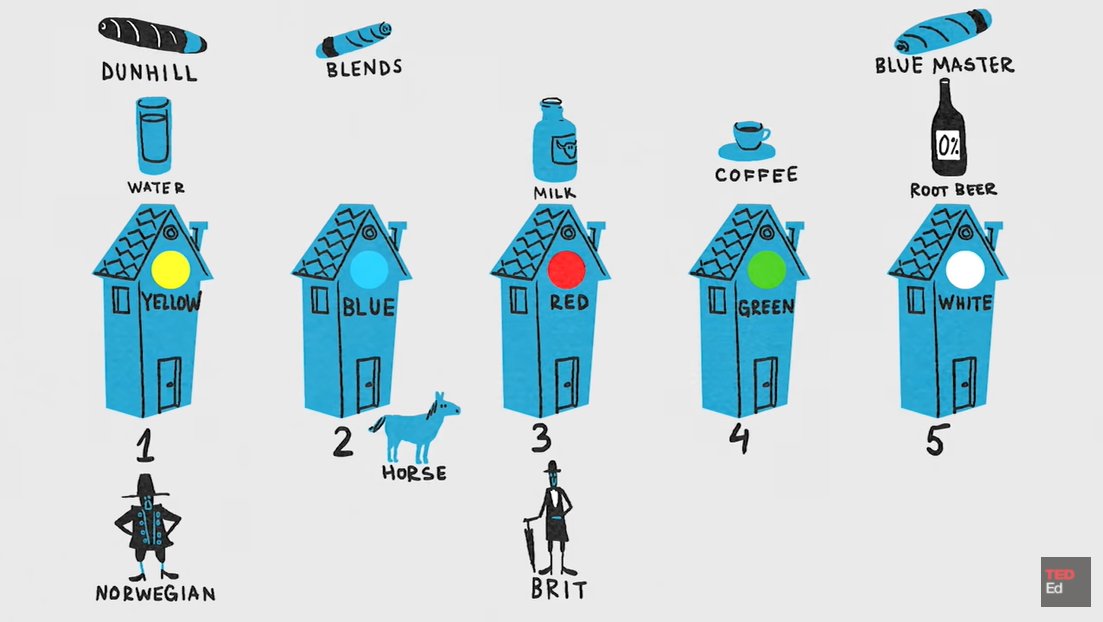 DUNHILL
BLENDS
BLUE MASTER
WATER
MILK
COFFEE
0%
ROOT BEER
YELLOW
BLUE
RED
GREEN
WHITE
1
2
3
4
5
HORSE
NORWEGIAN
BRIT
TED
Ed